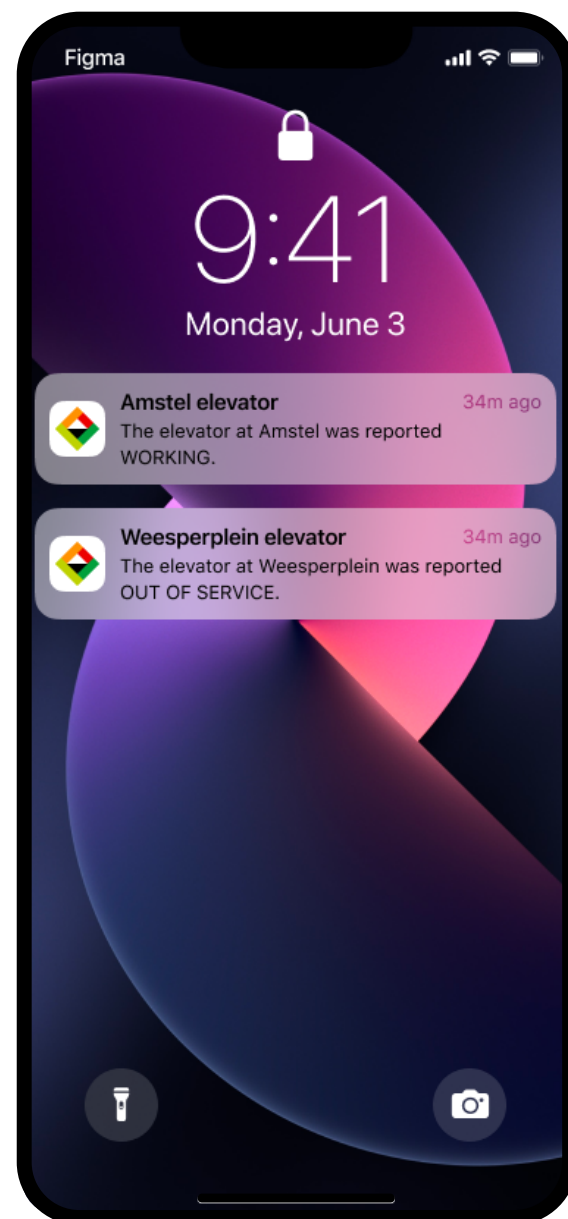 Figma
9:41
Monday, June 3
Amstel elevator 34m ago
The elevator at Amstel was reported
WORKING.
Weesperplein elevator 34m ago
The elevator at Weesperplein was reported
OUT OF SERVICE.